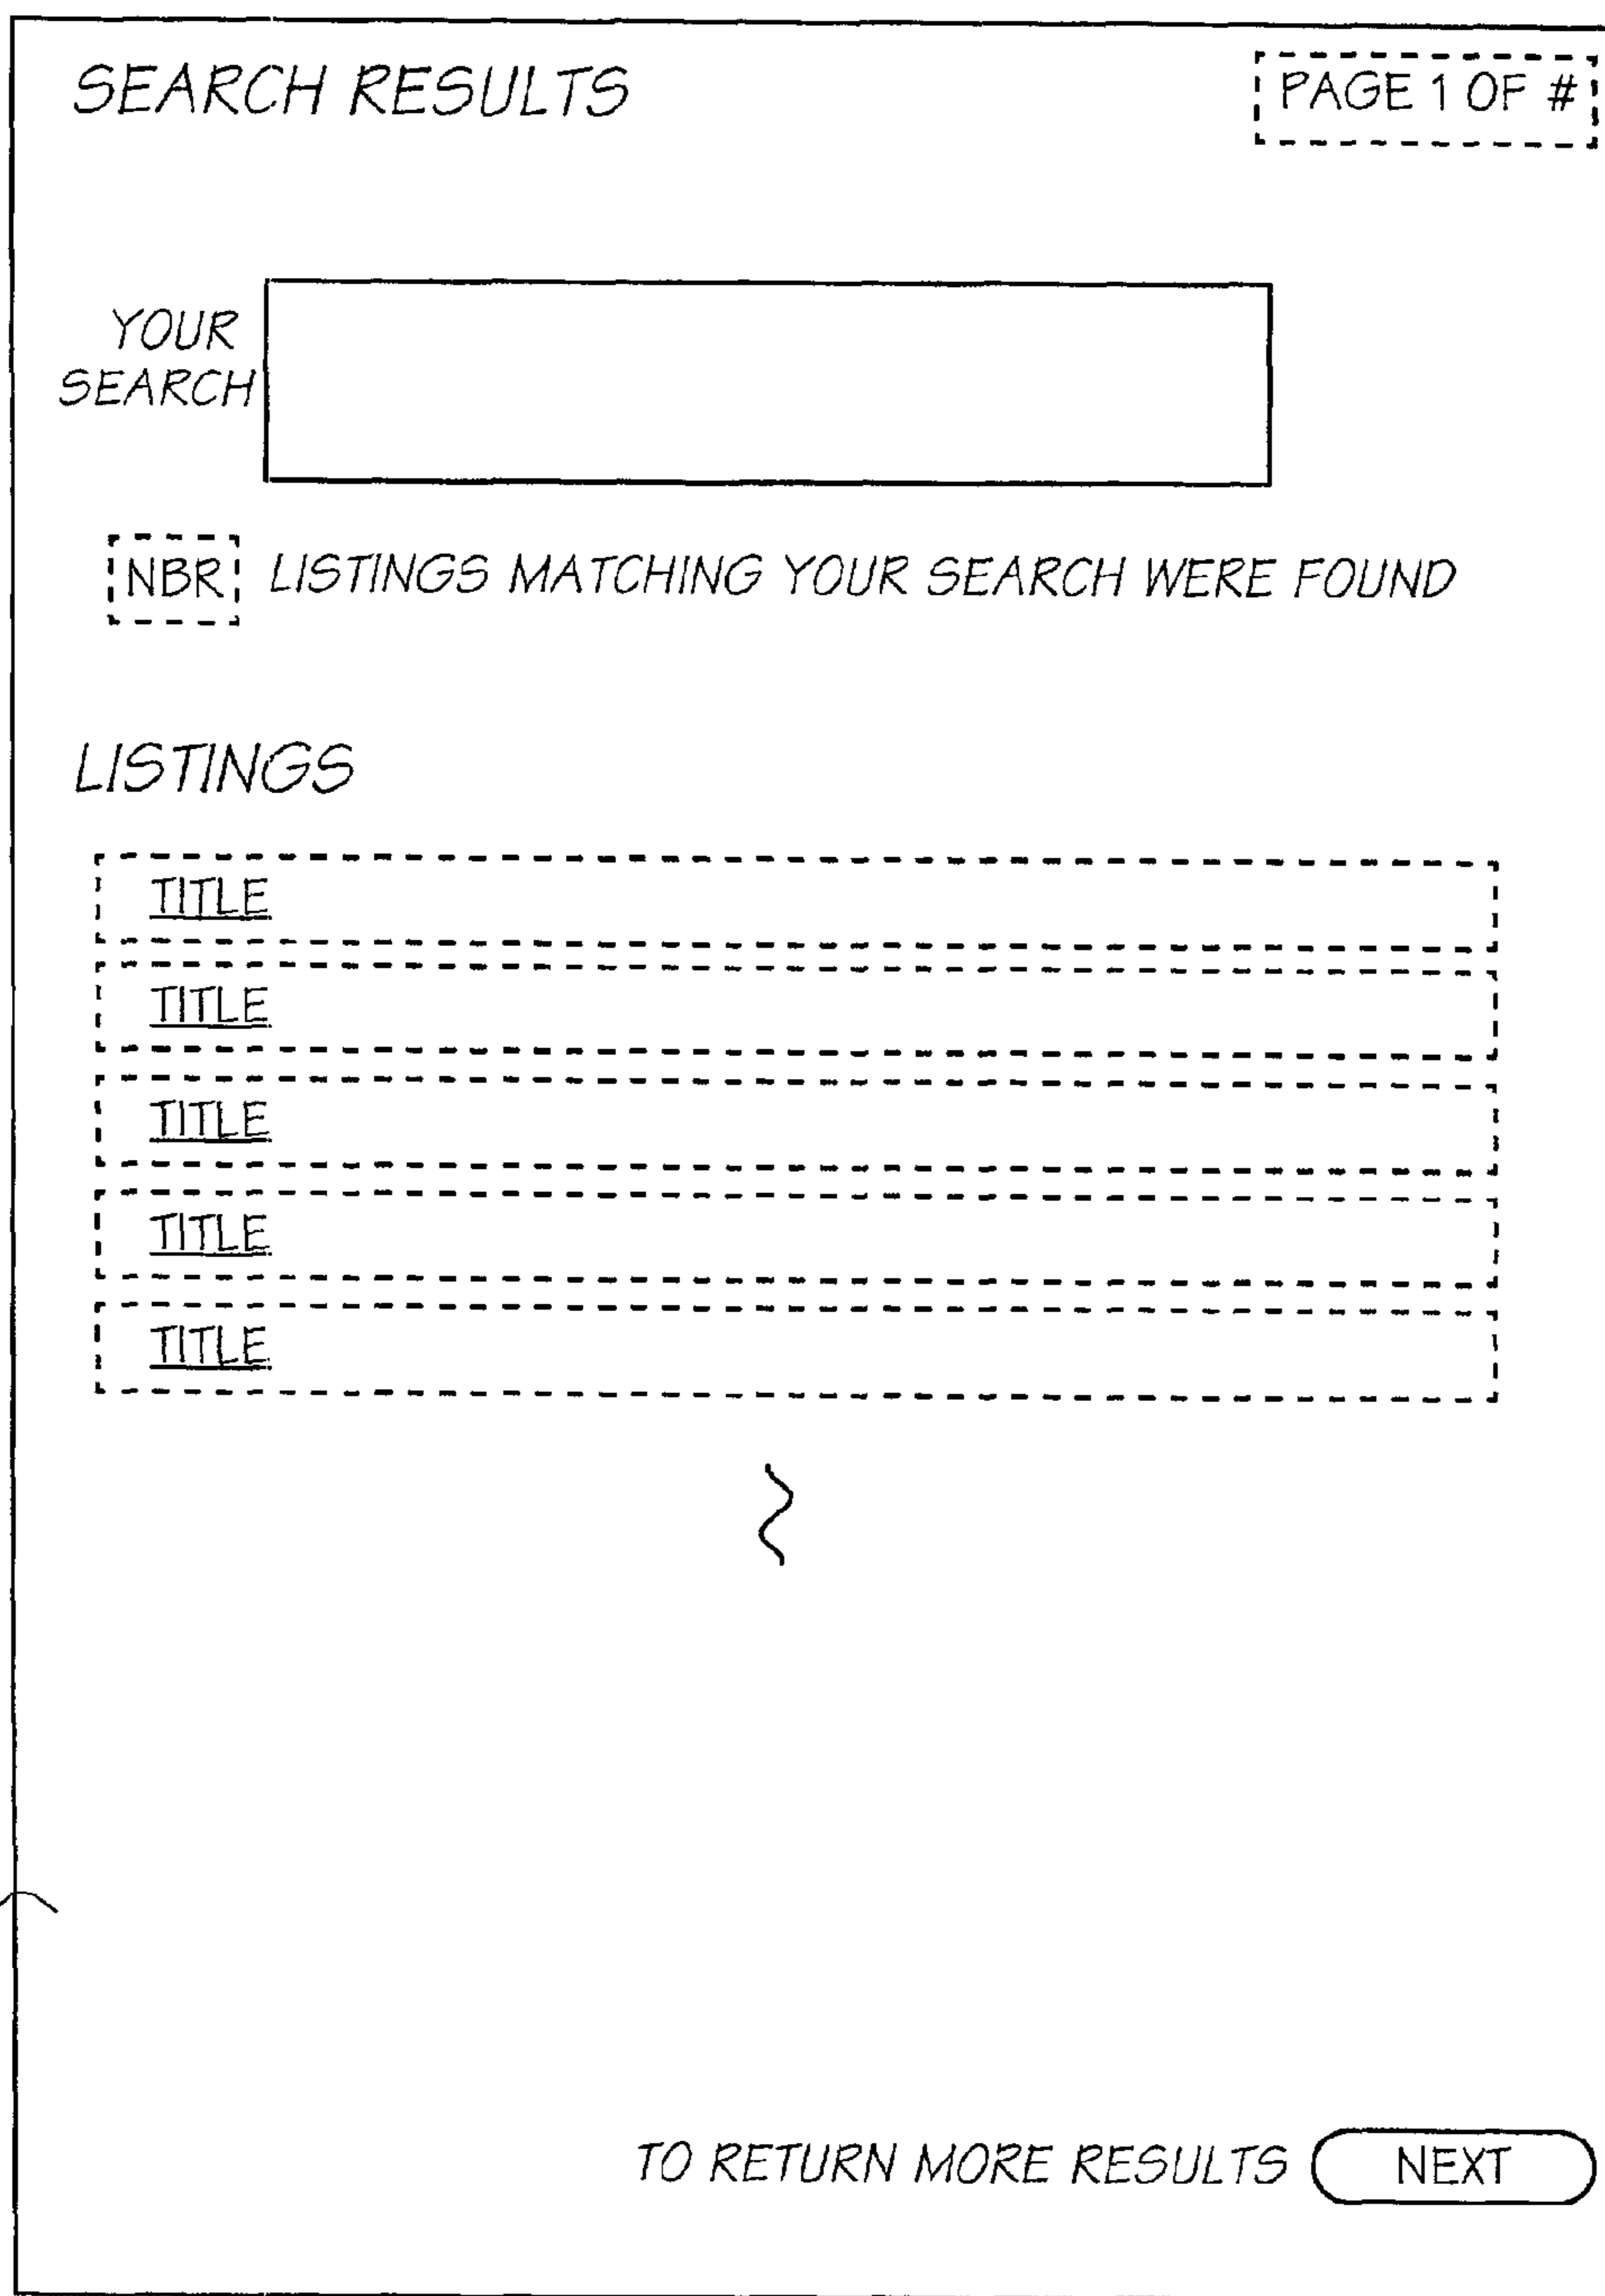 SEARCH RESULTS
PAGE 1 OF #
YOUR
SEARCH
NBR LISTINGS MATCHING YOUR SEARCH WERE FOUND
LISTINGS
TITLE
TITLE
TITLE
TITLE
TITLE
TO RETURN MORE RESULTS NEXT